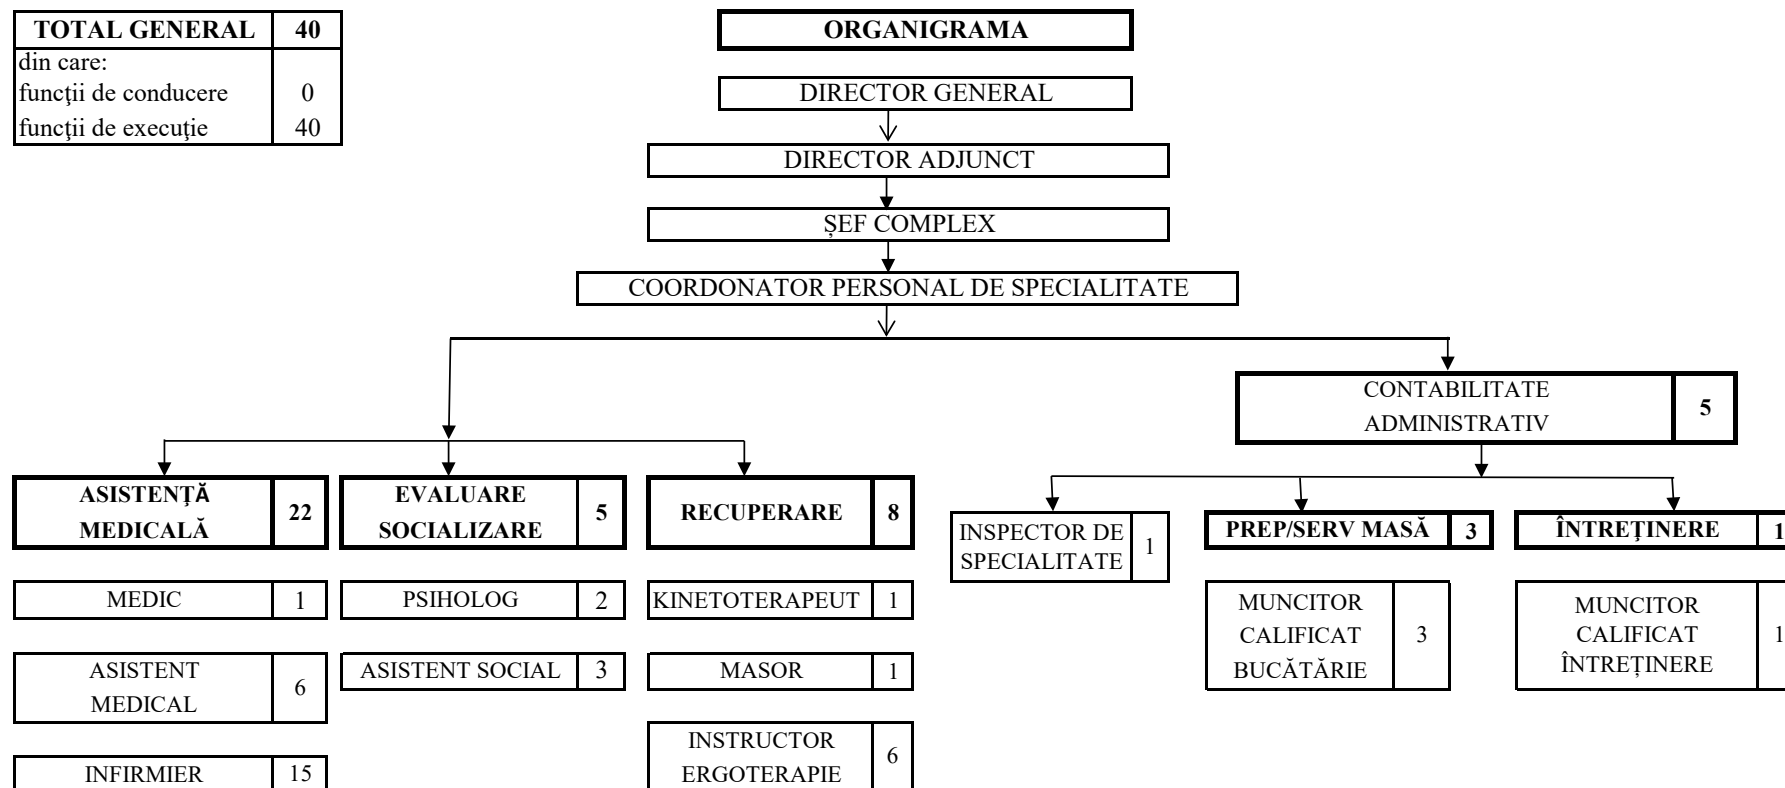 TOTAL GENERAL 40
din care:
funcţii de conducere 0
funcţii de execuţie 40
ORGANIGRAMA
DIRECTOR GENERAL
DIRECTOR ADJUNCT
ȘEF COMPLEX
COORDONATOR PERSONAL DE SPECIALITATE
CONTABILITATE
ADMINISTRATIV
5
ASISTENŢĂ
MEDICALĂ
22
EVALUARE
SOCIALIZARE
5
RECUPERARE 8
INSPECTOR DE
SPECIALITATE
1
PREP/SERV MASĂ 3
ÎNTREŢINERE 1
MEDIC 1
PSIHOLOG 2
KINETOTERAPEUT 1
MUNCITOR
CALIFICAT
BUCĂTĂRIE
3
MUNCITOR
CALIFICAT
ÎNTREȚINERE
1
ASISTENT
MEDICAL
6
ASISTENT SOCIAL 3
MASOR 1
INFIRMIER 15
INSTRUCTOR
ERGOTERAPIE
6